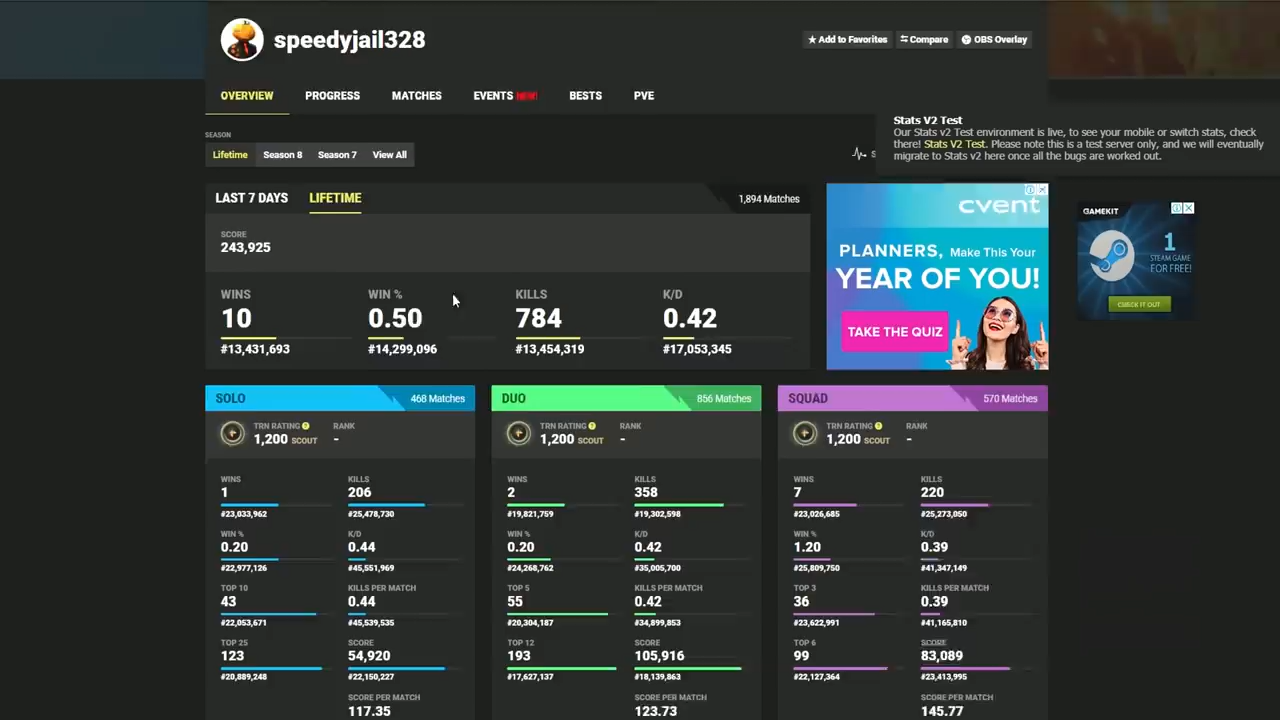 speedyjail328
Add to Favorites
Compare
OBS Overlay
OVERVIEW
PROGRESS
MATCHES
EVENTS NEW!
BESTS
PVE
Stats V2 Test
Our Stats v2 Test environment is live, to see your mobile or switch stats, check
there! Stats V2 Test. Please note this is a test server only, and we will eventually
migrate to Stats v2 here once all the bugs are worked out.
SEASON
Lifetime
Season 8
Season 7
View All
S
LAST 7 DAYS
LIFETIME
1,894 Matches
SCORE
243,925
WINS
10
#13,431,693
WIN %
0.50
#14,299,096
KILLS
784
#13,454,319
K/D
0.42
#17,053,345
cvent
PLANNERS, Make This Your
YEAR OF YOU!
TAKE THE QUIZ
GAMEKIT
1
STEAM GAME
FOR FREE!
CHECK IT OUT
SOLO
468 Matches
TRN RATING ?
1,200 SCOUT
RANK
-
WINS
1
#23,033,962
KILLS
206
#25,478,730
WIN %
0.20
#22,977,126
K/D
0.44
#45,551,969
TOP 10
43
#22,053,671
KILLS PER MATCH
0.44
#45,539,535
TOP 25
123
#20,889,248
SCORE
54,920
#22,150,227
SCORE PER MATCH
117.35
DUO
856 Matches
TRN RATING ?
1,200 SCOUT
RANK
-
WINS
2
#19,821,759
KILLS
358
#19,302,598
WIN %
0.20
#24,268,762
K/D
0.42
#35,005,700
TOP 5
55
#20,304,187
KILLS PER MATCH
0.42
#34,899,853
TOP 12
193
#17,627,137
SCORE
105,916
#18,139,863
SCORE PER MATCH
123.73
SQUAD
570 Matches
TRN RATING ?
1,200 SCOUT
RANK
-
WINS
7
#23,026,685
KILLS
220
#25,273,050
WIN %
1.20
#25,809,750
K/D
0.39
#41,347,149
TOP 3
36
#23,622,991
KILLS PER MATCH
0.39
#41,165,810
TOP 6
99
#22,127,364
SCORE
83,089
#23,413,995
SCORE PER MATCH
145.77